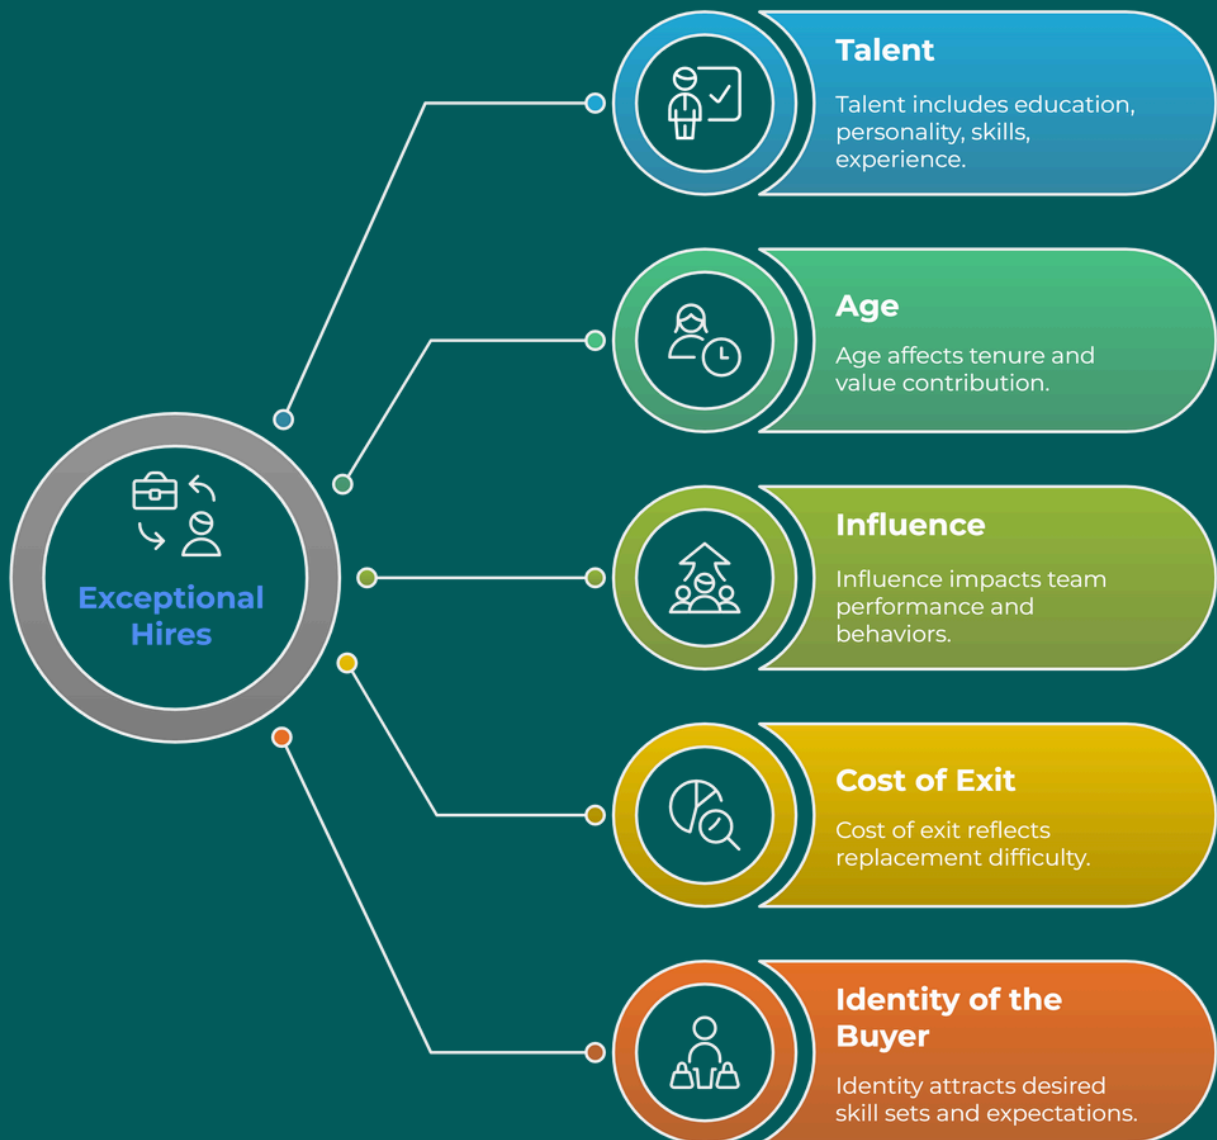 Exceptional
Hires
Talent
Talent includes education,
personality, skills,
experience.
Age
Age affects tenure and
value contribution.
Influence
Influence impacts team
performance and
behaviors.
Cost of Exit
Cost of exit reflects
replacement difficulty.
Identity of the
Buyer
Identity attracts desired
skill sets and expectations.